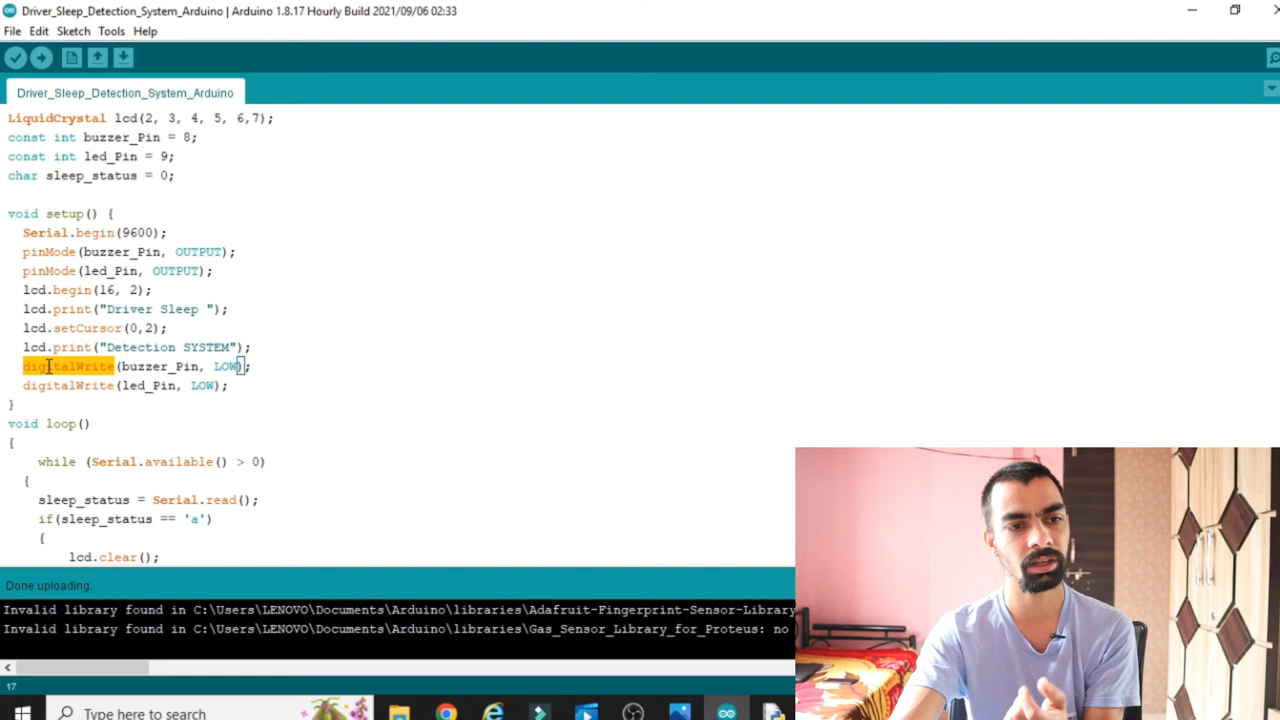 Driver_Sleep_Detection_System_Arduino | Arduino 1.8.17 Hourly Build 2021/09/06 02:33
File Edit Sketch Tools Help
Driver_Sleep_Detection_System_Arduino
LiquidCrystal lcd(2, 3, 4, 5, 6,7);
const int buzzer_Pin = 8;
const int led_Pin = 9;
char sleep_status = 0;
void setup() {
Serial.begin(9600);
pinMode(buzzer_Pin, OUTPUT);
pinMode(led_Pin, OUTPUT);
lcd.begin(16, 2);
lcd.print("Driver Sleep ");
lcd.setCursor(0,2);
lcd.print("Detection SYSTEM");
digitalWrite(buzzer_Pin, LOW);
digitalWrite(led_Pin, LOW);
}
void loop()
{
while (Serial.available() > 0)
{
sleep_status = Serial.read();
if(sleep_status == 'a')
{
lcd.clear();
Done uploading.
Invalid library found in C:\Users\LENOVO\Documents\Arduino\libraries\Adafruit-Fingerprint-Sensor-Library
Invalid library found in C:\Users\LENOVO\Documents\Arduino\libraries\Gas_Sensor_Library_for_Proteus: no
17
Type here to search